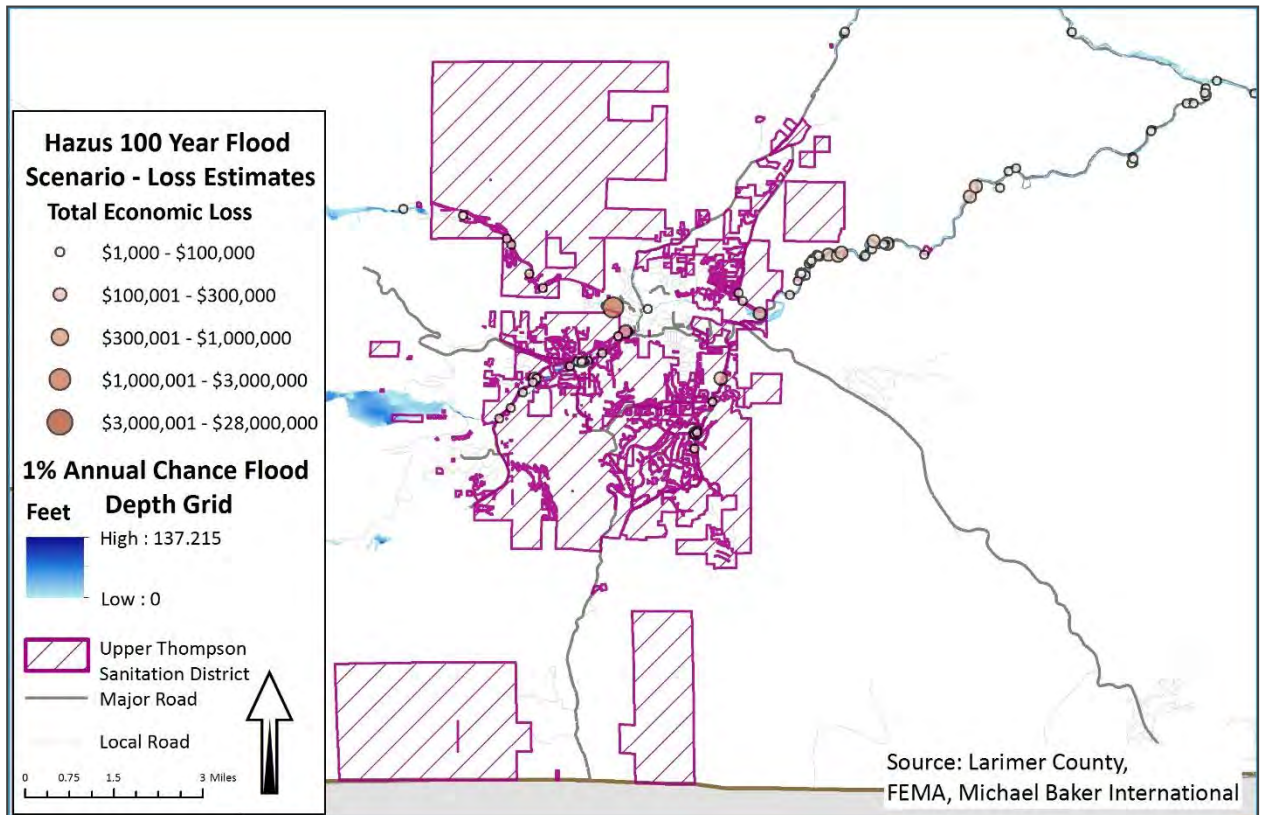 Hazus 100 Year Flood
Scenario - Loss Estimates
Total Economic Loss
$1,000 - $100,000
$100,001 - $300,000
$300,001 - $1,000,000
$1,000,001 - $3,000,000
$3,000,001 - $28,000,000
1% Annual Chance Flood
Depth Grid
Feet
High : 137.215
Low : 0
Upper Thompson
Sanitation District
Major Road
Local Road
0 0.75 1.5 3 Miles
Source: Larimer County,
FEMA, Michael Baker International